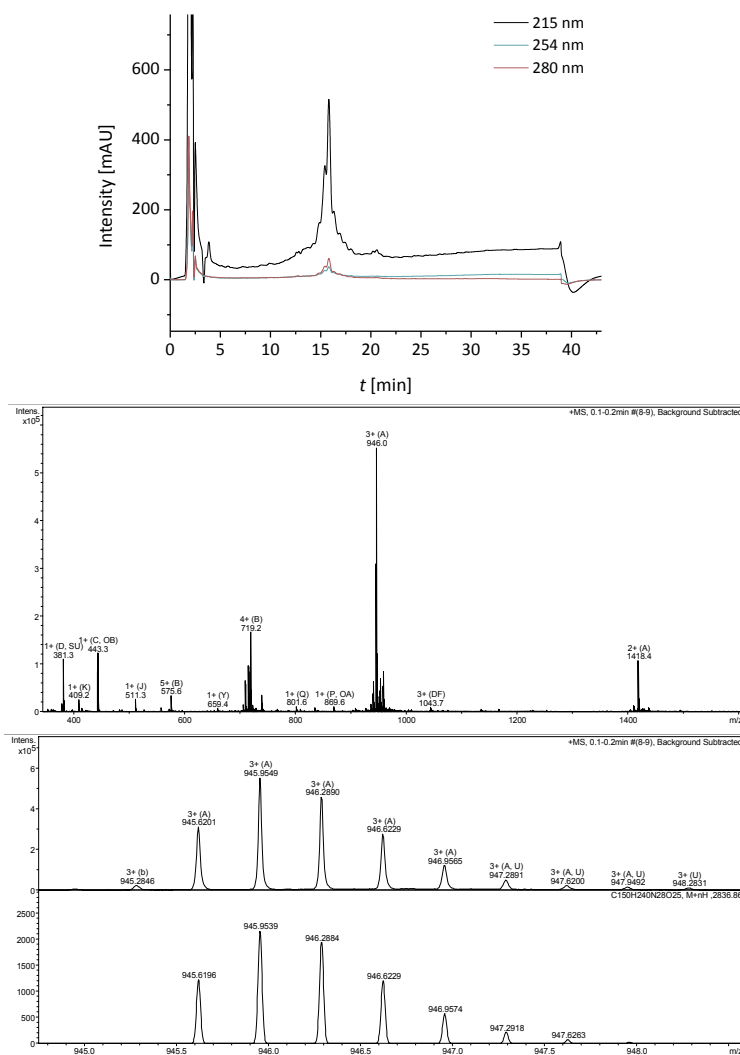 215 nm
254 nm
280 nm
600
400
200
0
Intensity [mAU]
0 5 10 15 20 25 30 35 40
t [min]
Intens.
x10^5
+MS, 0.1-0.2min #(8-9), Background Subtracted
3+ (A)
946.0
5
4
3
2
1
0
1+ (D, SU)
381.3
1+ (K)
409.2
1+ (C, OB)
443.3
1+ (J)
511.3
5+ (B)
575.6
1+ (Y)
659.4
4+ (B)
719.2
1+ (Q)
801.6
1+ (P, OA)
869.6
3+ (DF)
1043.7
2+ (A)
1418.4
400 600 800 1000 1200 1400 m/z
Intens.
x10^5
+MS, 0.1-0.2min #(8-9), Background Subtracted
6
4
2
0
3+ (b)
945.2846
3+ (A)
945.6201
3+ (A)
945.9549
3+ (A)
946.2890
3+ (A)
946.6229
3+ (A)
946.9565
3+ (A, U)
947.2891
3+ (A, U)
947.6200
3+ (A, U)
947.9492
3+ (U)
948.2831
C150H240N28O25, M+nH ,2836.86
2500
2000
1500
1000
500
0
945.6196
945.9539
946.2884
946.6229
946.9574
947.2918
947.6263
945.0 945.5 946.0 946.5 947.0 947.5 948.0 m/z